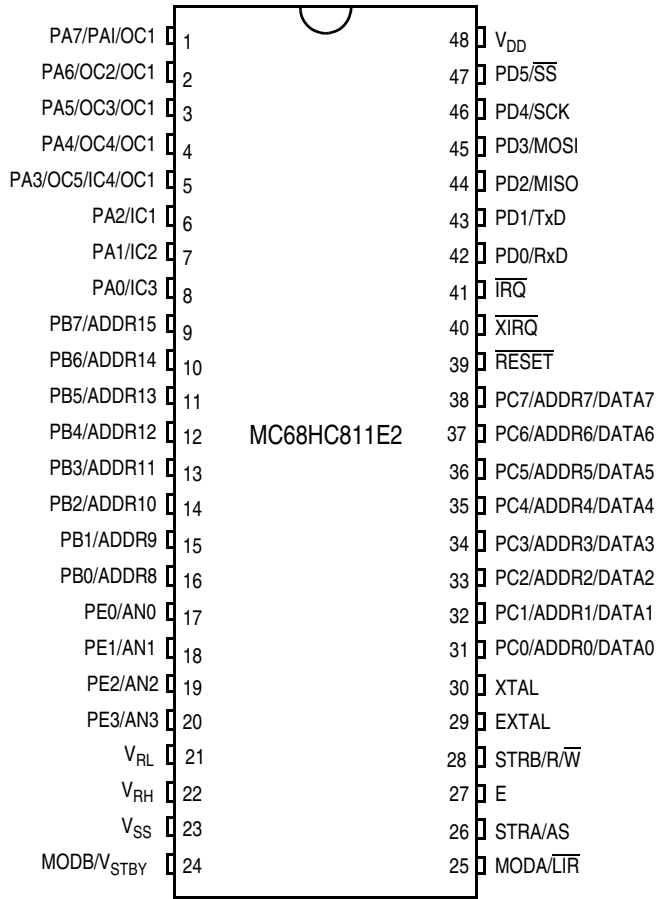 PA7/PAI/OC1 1 48 VDD
PA6/OC2/OC1 2 47 PD5/SS
PA5/OC3/OC1 3 46 PD4/SCK
PA4/OC4/OC1 4 45 PD3/MOSI
PA3/OC5/IC4/OC1 5 44 PD2/MISO
PA2/IC1 6 43 PD1/TxD
PA1/IC2 7 42 PD0/RxD
PA0/IC3 8 41 IRQ
PB7/ADDR15 9 40 XIRQ
PB6/ADDR14 10 39 RESET
PB5/ADDR13 11 38 PC7/ADDR7/DATA7
PB4/ADDR12 12 MC68HC811E2 37 PC6/ADDR6/DATA6
PB3/ADDR11 13 36 PC5/ADDR5/DATA5
PB2/ADDR10 14 35 PC4/ADDR4/DATA4
PB1/ADDR9 15 34 PC3/ADDR3/DATA3
PB0/ADDR8 16 33 PC2/ADDR2/DATA2
PE0/AN0 17 32 PC1/ADDR1/DATA1
PE1/AN1 18 31 PC0/ADDR0/DATA0
PE2/AN2 19 30 XTAL
PE3/AN3 20 29 EXTAL
VRL 21 28 STRB/R/W
VRH 22 27 E
VSS 23 26 STRA/AS
MODB/VSTBY 24 25 MODA/LIR